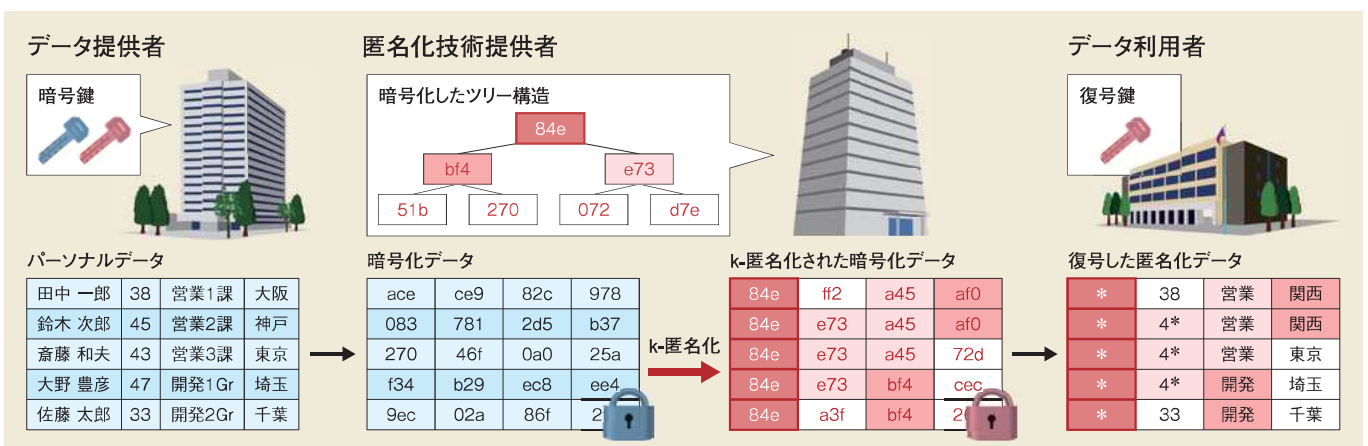 データ提供者
暗号鍵
匿名化技術提供者
暗号化したツリー構造
84e
bf4 e73
51b 270 072 d7e
データ利用者
復号鍵
パーソナルデータ
田中 一郎 38 営業1課 大阪
鈴木 次郎 45 営業2課 神戸
斎藤 和夫 43 営業3課 東京
大野 豊彦 47 開発1Gr 埼玉
佐藤 太郎 33 開発2Gr 千葉
暗号化データ
ace ce9 82c 978
083 781 2d5 b37
270 46f 0a0 25a
f34 b29 ec8 ee4
9ec 02a 86f
k-匿名化
k-匿名化された暗号化データ
84e ff2 a45 af0
84e e73 a45 af0
84e e73 a45 72d
84e e73 bf4 cec
84e a3f bf4
復号した匿名化データ
* 38 営業 関西
* 4* 営業 関西
* 4* 営業 東京
* 4* 開発 埼玉
* 33 開発 千葉